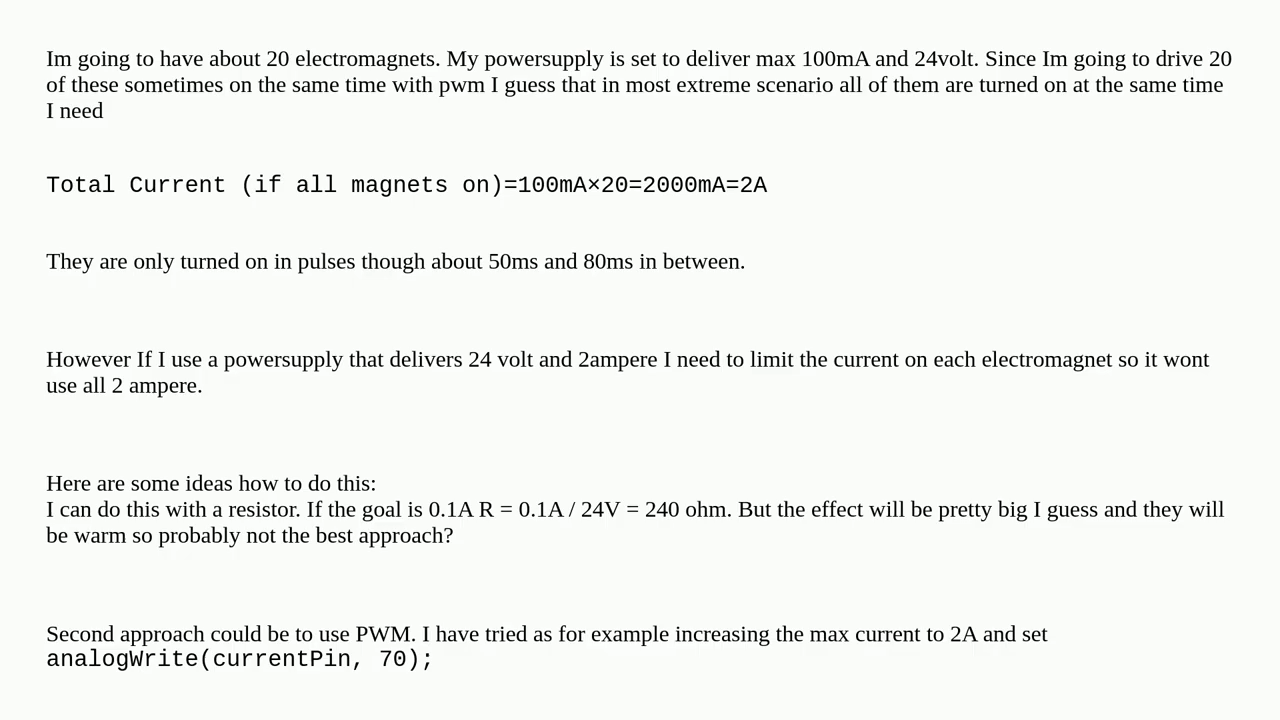 Im going to have about 20 electromagnets. My powersupply is set to deliver max 100mA and 24volt. Since Im going to drive 20
of these sometimes on the same time with pwm I guess that in most extreme scenario all of them are turned on at the same time
I need
Total Current (if all magnets on)=100mA×20=2000mA=2A
They are only turned on in pulses though about 50ms and 80ms in between.
However If I use a powersupply that delivers 24 volt and 2ampere I need to limit the current on each electromagnet so it wont
use all 2 ampere.
Here are some ideas how to do this:
I can do this with a resistor. If the goal is 0.1A R = 0.1A / 24V = 240 ohm. But the effect will be pretty big I guess and they will
be warm so probably not the best approach?
Second approach could be to use PWM. I have tried as for example increasing the max current to 2A and set
analogWrite(currentPin, 70);